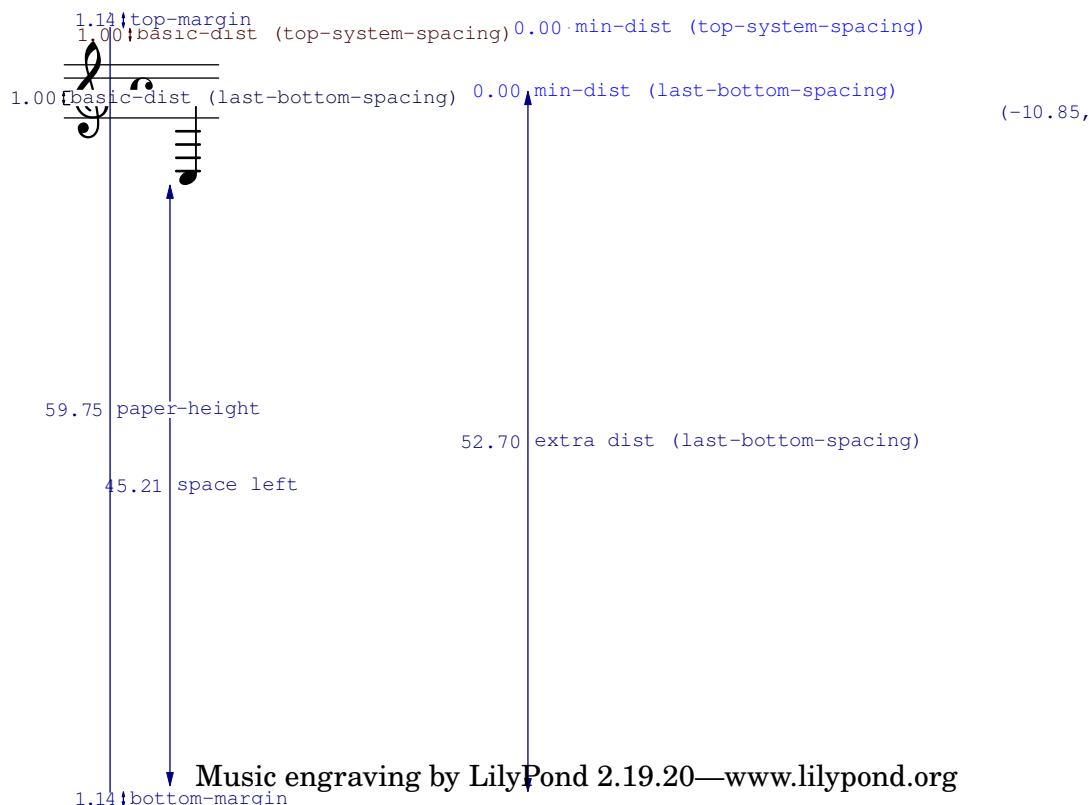 1.14 top-margin
1.00 basic-dist (top-system-spacing) 0.00 min-dist (top-system-spacing)
1.00 basic-dist (last-bottom-spacing) 0.00 min-dist (last-bottom-spacing)
(-10.85,
59.75 paper-height
52.70 extra dist (last-bottom-spacing)
45.21 space left
Music engraving by LilyPond 2.19.20—www.lilypond.org
1.14 bottom-margin